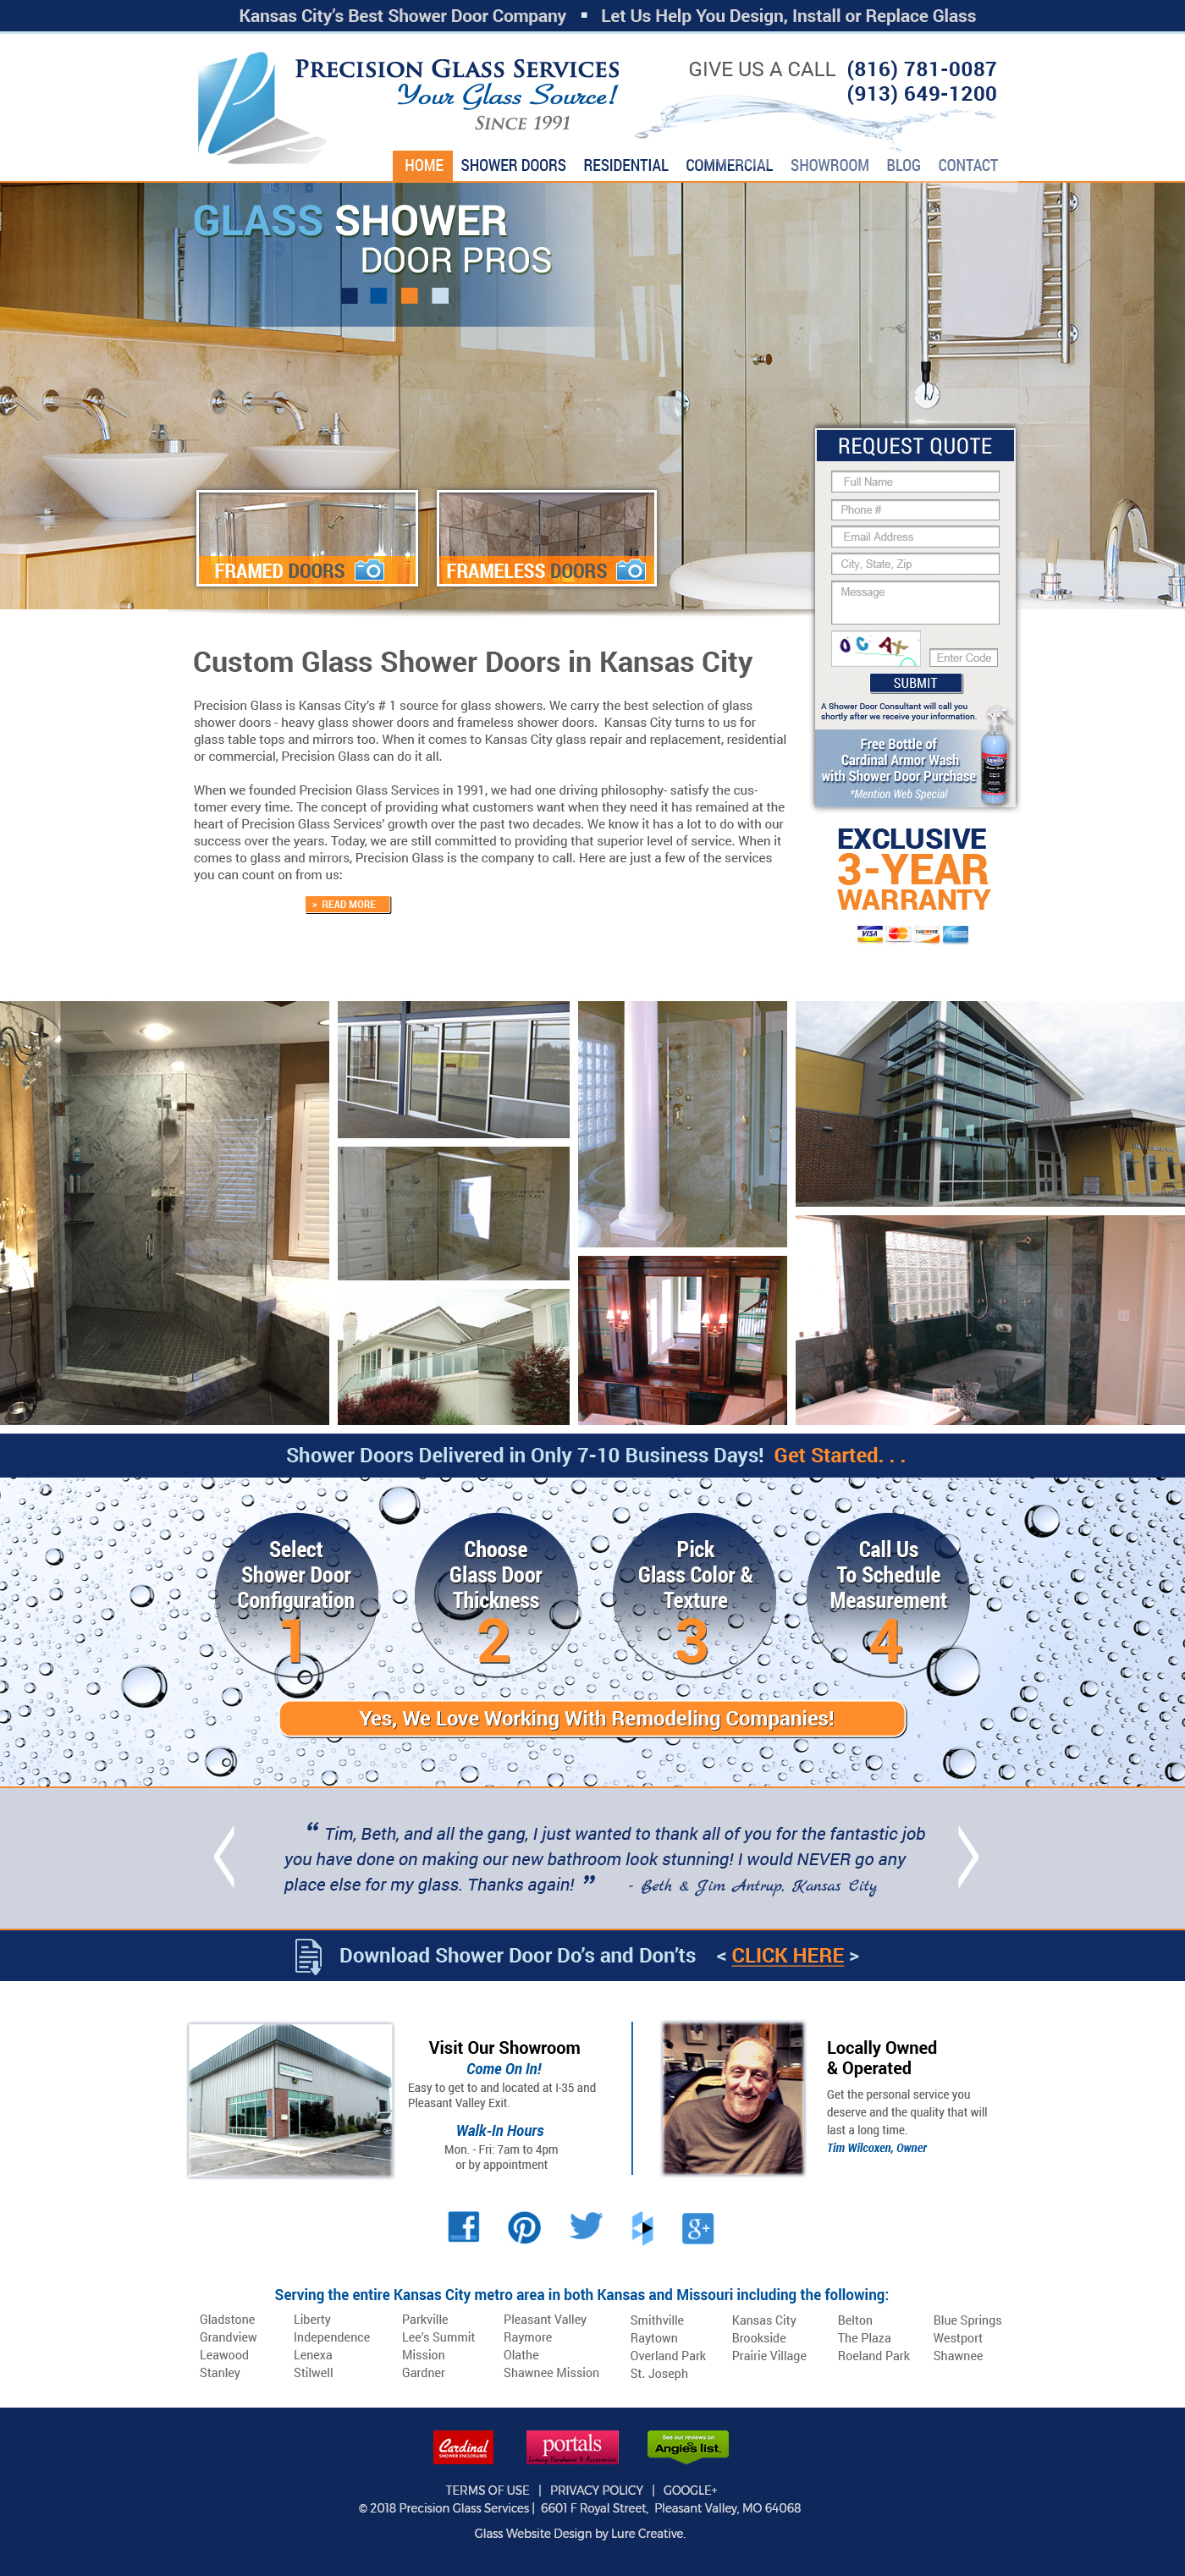 Kansas City's Best Shower Door Company ▪ Let Us Help You Design, Install or Replace Glass
PRECISION GLASS SERVICES
Your Glass Source!
SINCE 1991
GIVE US A CALL (816) 781-0087
(913) 649-1200
HOME SHOWER DOORS RESIDENTIAL COMMERCIAL SHOWROOM BLOG CONTACT
GLASS SHOWER
DOOR PROS
FRAMED DOORS
FRAMELESS DOORS
REQUEST QUOTE
Full Name
Phone #
Email Address
City, State, Zip
Message
Enter Code
SUBMIT
A Shower Door Consultant will call you
shortly after we receive your information.
Free Bottle of
Cardinal Armor Wash
with Shower Door Purchase
*Mention Web Special
Custom Glass Shower Doors in Kansas City
Precision Glass is Kansas City's # 1 source for glass showers. We carry the best selection of glass
shower doors - heavy glass shower doors and frameless shower doors. Kansas City turns to us for
glass table tops and mirrors too. When it comes to Kansas City glass repair and replacement, residential
or commercial, Precision Glass can do it all.
When we founded Precision Glass Services in 1991, we had one driving philosophy- satisfy the cus-
tomer every time. The concept of providing what customers want when they need it has remained at the
heart of Precision Glass Services' growth over the past two decades. We know it has a lot to do with our
success over the years. Today, we are still committed to providing that superior level of service. When it
comes to glass and mirrors, Precision Glass is the company to call. Here are just a few of the services
you can count on from us:
> READ MORE
EXCLUSIVE
3-YEAR
WARRANTY
VISA MasterCard DISCOVER
Shower Doors Delivered in Only 7-10 Business Days! Get Started. . .
Select
Shower Door
Configuration
1
Choose
Glass Door
Thickness
2
Pick
Glass Color &
Texture
3
Call Us
To Schedule
Measurement
4
Yes, We Love Working With Remodeling Companies!
“ Tim, Beth, and all the gang, I just wanted to thank all of you for the fantastic job
you have done on making our new bathroom look stunning! I would NEVER go any
place else for my glass. Thanks again! ” - Beth & Jim Antrup, Kansas City
Download Shower Door Do's and Don'ts < CLICK HERE >
Visit Our Showroom
Come On In!
Easy to get to and located at I-35 and
Pleasant Valley Exit.
Walk-In Hours
Mon. - Fri: 7am to 4pm
or by appointment
Locally Owned
& Operated
Get the personal service you
deserve and the quality that will
last a long time.
Tim Wilcoxen, Owner
Serving the entire Kansas City metro area in both Kansas and Missouri including the following:
Gladstone Liberty Parkville Pleasant Valley Smithville Kansas City Belton Blue Springs
Grandview Independence Lee's Summit Raymore Raytown Brookside The Plaza Westport
Leawood Lenexa Mission Olathe Overland Park Prairie Village Roeland Park Shawnee
Stanley Stilwell Gardner Shawnee Mission St. Joseph
Cardinal
SHOWER ENCLOSURES
portals
Luxury Hardware & Accessories
See our reviews on
Angie's list.
TERMS OF USE | PRIVACY POLICY | GOOGLE+
© 2018 Precision Glass Services | 6601 F Royal Street, Pleasant Valley, MO 64068
Glass Website Design by Lure Creative.